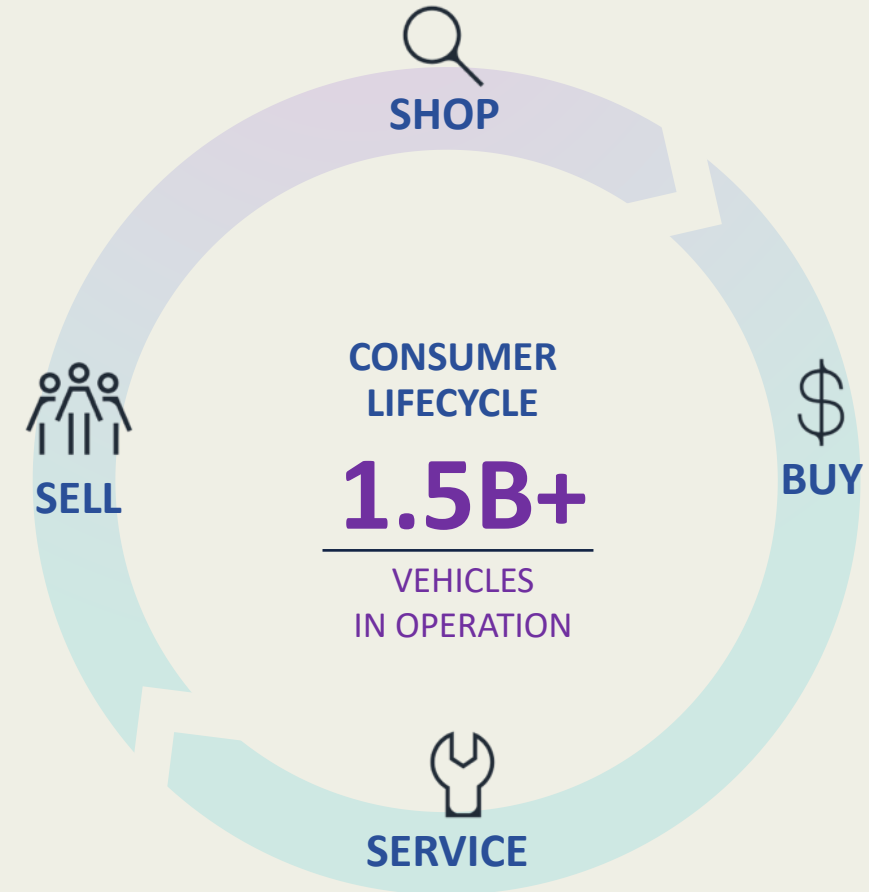 SHOP
CONSUMER
LIFECYCLE
1.5B+
VEHICLES
IN OPERATION
BUY
SELL
SERVICE